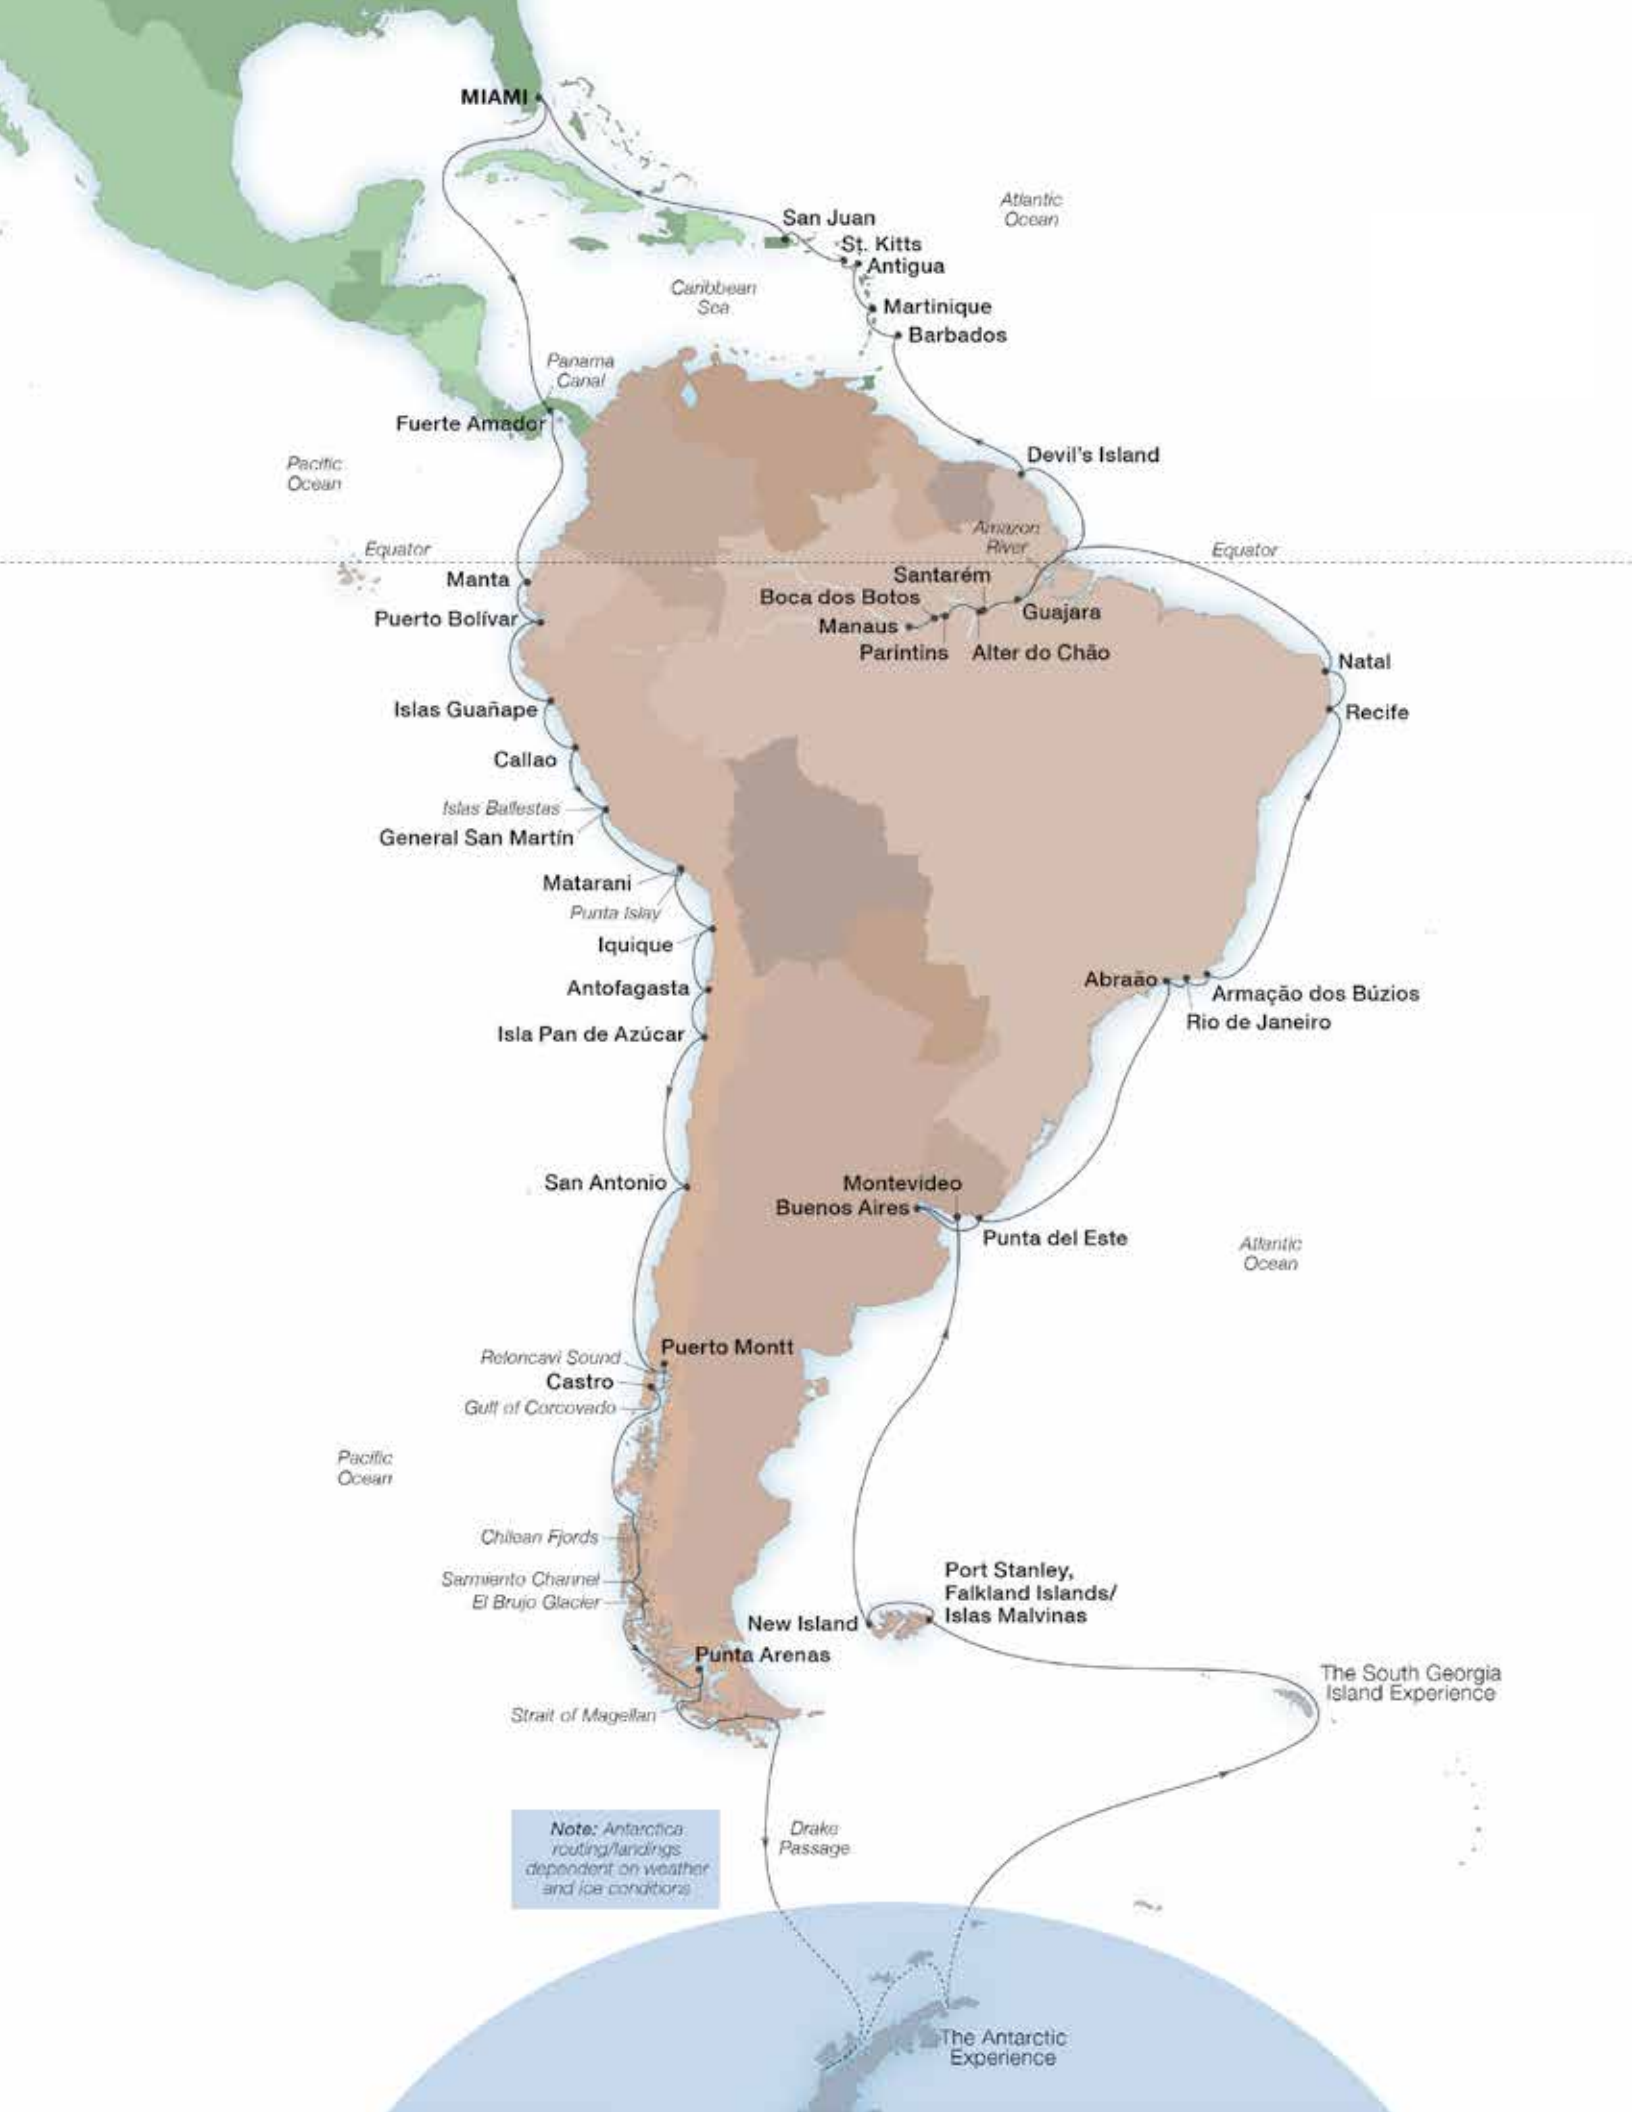 MIAMI
San Juan
St. Kitts
Antigua
Martinique
Barbados
Atlantic
Ocean
Caribbean
Sea
Panama
Canal
Fuerte Amador
Pacific
Ocean
Devil's Island
Amazon
River
Equator
Equator
Manta
Puerto Bolívar
Santarém
Boca dos Botos
Manaus
Guajara
Parintins
Alter do Chão
Natal
Recife
Islas Guañape
Callao
Islas Ballestas
General San Martín
Matarani
Punta Islay
Iquique
Antofagasta
Isla Pan de Azúcar
Abraão
Armação dos Búzios
Rio de Janeiro
San Antonio
Montevideo
Buenos Aires
Punta del Este
Atlantic
Ocean
Puerto Montt
Reloncavi Sound
Castro
Gulf of Corcovado
Pacific
Ocean
Chilean Fjords
Sarmiento Channel
El Brujo Glacier
Port Stanley,
Falkland Islands/
Islas Malvinas
New Island
Punta Arenas
Strait of Magellan
The South Georgia
Island Experience
Note: Antarctica
routing/landings
dependent on weather
and ice conditions
Drake
Passage
The Antarctic
Experience